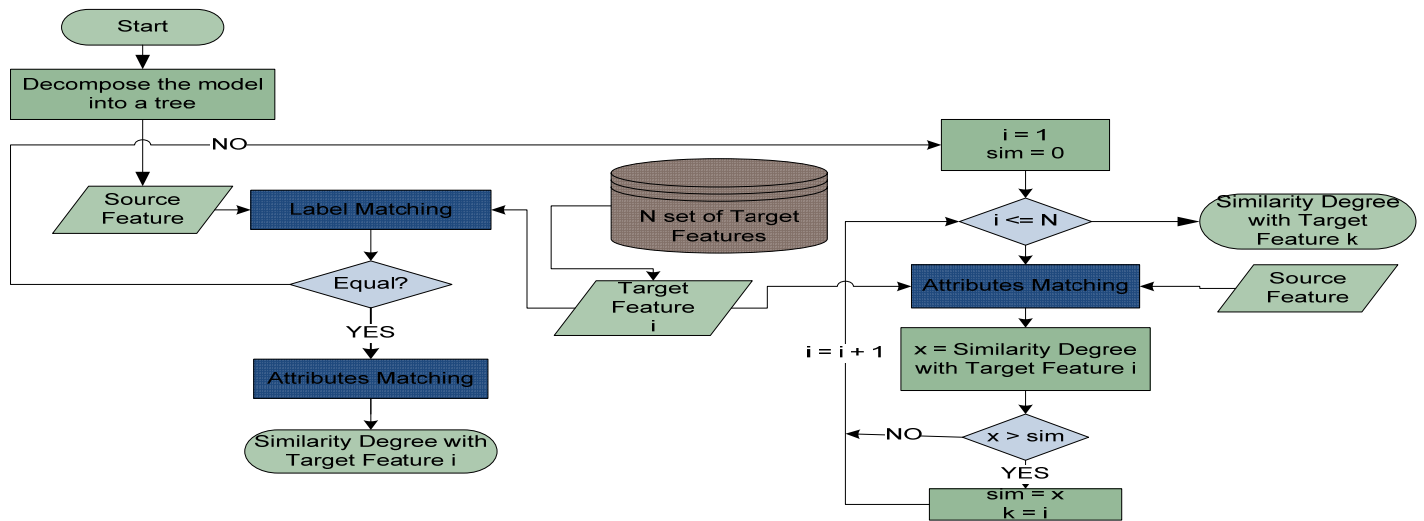 Start
Decompose the model
into a tree
NO
Source
Feature
Label Matching
Equal?
YES
Attributes Matching
Similarity Degree with
Target Feature i
N set of Target
Features
Target
Feature
i
i = 1
sim = 0
i <= N
Similarity Degree
with Target
Feature k
Attributes Matching
Source
Feature
i = i + 1
x = Similarity Degree
with Target Feature i
x > sim
NO
YES
sim = x
k = i